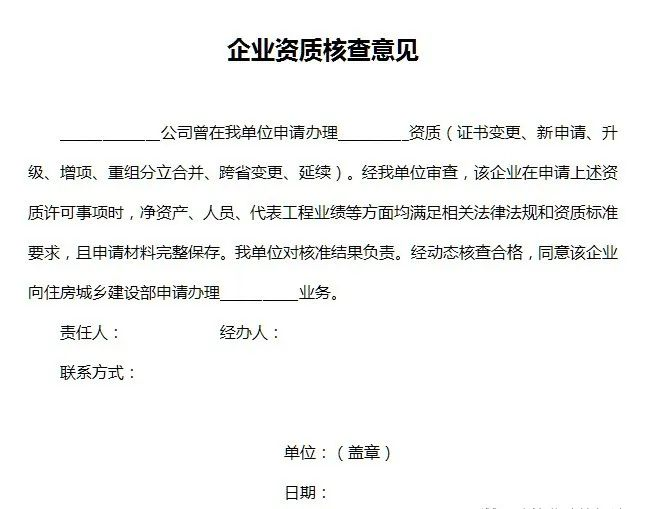 企业资质核查意见
____________公司曾在我单位申请办理_________资质（证书变更、新申请、升
级、增项、重组分立合并、跨省变更、延续）。经我单位审查，该企业在申请上述资
质许可事项时，净资产、人员、代表工程业绩等方面均满足相关法律法规和资质标准
要求，且申请材料完整保存。我单位对核准结果负责。经动态核查合格，同意该企业
向住房城乡建设部申请办理__________业务。
责任人： 经办人：
联系方式：
单位：（盖章）
日期：